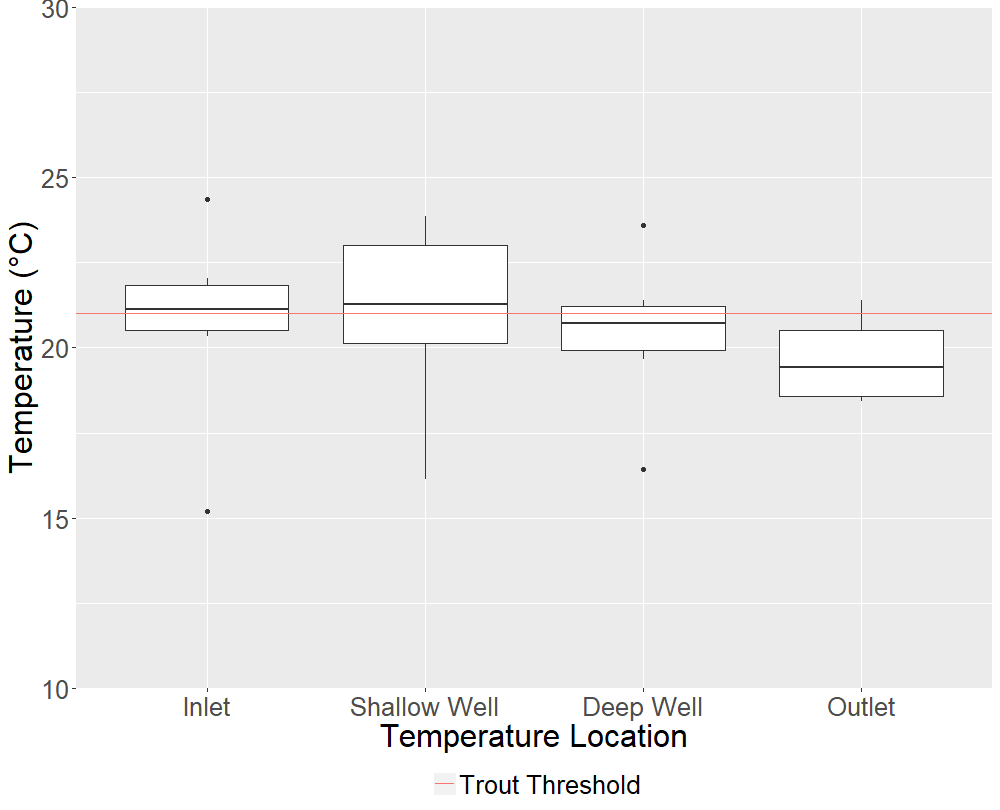 30
25
20
15
10
Temperature (°C)
Inlet Shallow Well Deep Well Outlet
Temperature Location
Trout Threshold